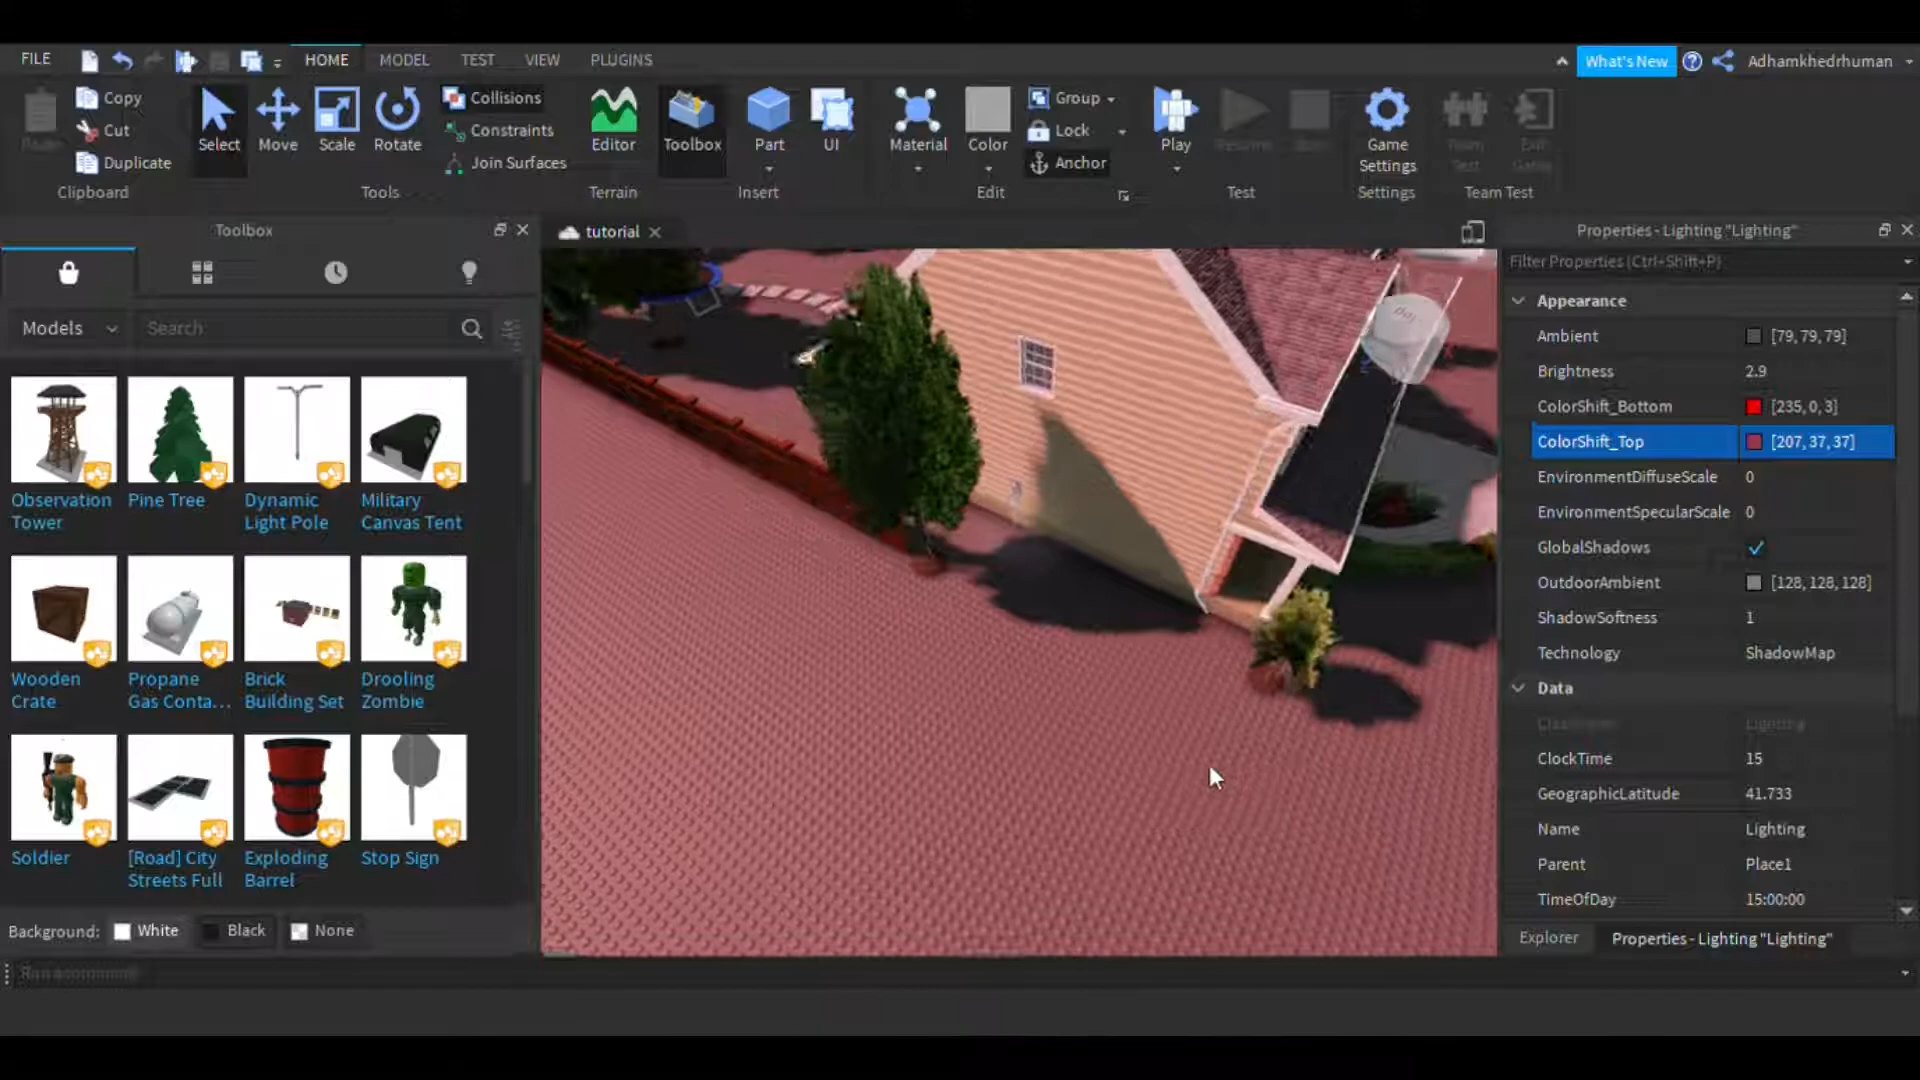 FILE HOME MODEL TEST VIEW PLUGINS What's New Adhamkhedrhuman
Copy
Cut
Duplicate
Clipboard
Select Move Scale Rotate
Collisions
Constraints
Join Surfaces
Tools
Editor
Terrain
Toolbox Part UI
Insert
Material Color
Group
Lock
Anchor
Edit
Play
Test
Game
Settings
Settings
Team Test
Toolbox
Models Search
Observation
Tower
Pine Tree
Dynamic
Light Pole
Military
Canvas Tent
Wooden
Crate
Propane
Gas Conta...
Brick
Building Set
Drooling
Zombie
Soldier
[Road] City
Streets Full
Exploding
Barrel
Stop Sign
Background: White Black None
Run a command
tutorial
Properties - Lighting "Lighting"
Filter Properties (Ctrl+Shift+P)
Appearance
Ambient [79, 79, 79]
Brightness 2.9
ColorShift_Bottom [235, 0, 3]
ColorShift_Top [207, 37, 37]
EnvironmentDiffuseScale 0
EnvironmentSpecularScale 0
GlobalShadows
OutdoorAmbient [128, 128, 128]
ShadowSoftness 1
Technology ShadowMap
Data
ClassName Lighting
ClockTime 15
GeographicLatitude 41.733
Name Lighting
Parent Place1
TimeOfDay 15:00:00
Explorer Properties - Lighting "Lighting"